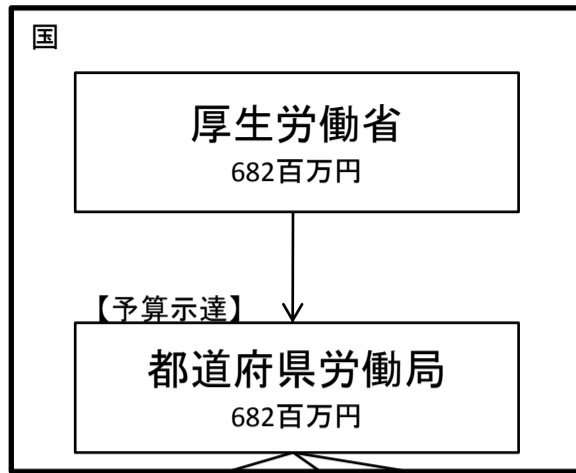 国
厚生労働省
682百万円
【予算示達】
都道府県労働局
682百万円